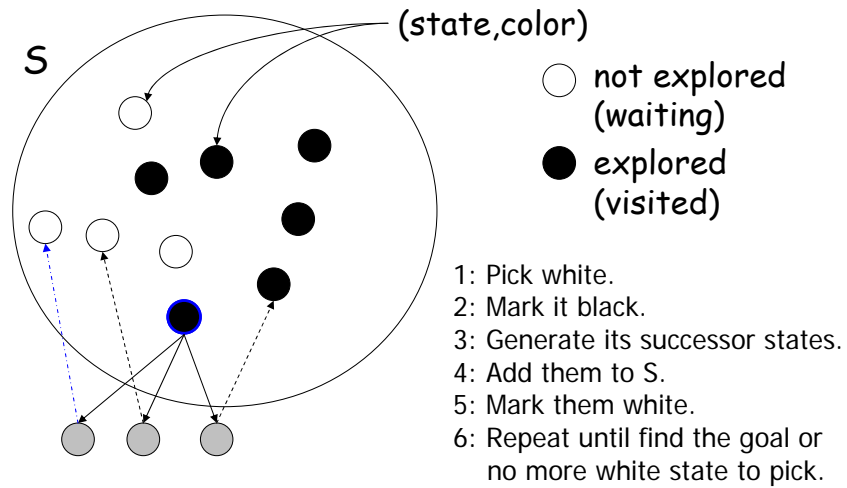 (state,color)
S
not explored
(waiting)
explored
(visited)
1: Pick white.
2: Mark it black.
3: Generate its successor states.
4: Add them to S.
5: Mark them white.
6: Repeat until find the goal or
no more white state to pick.